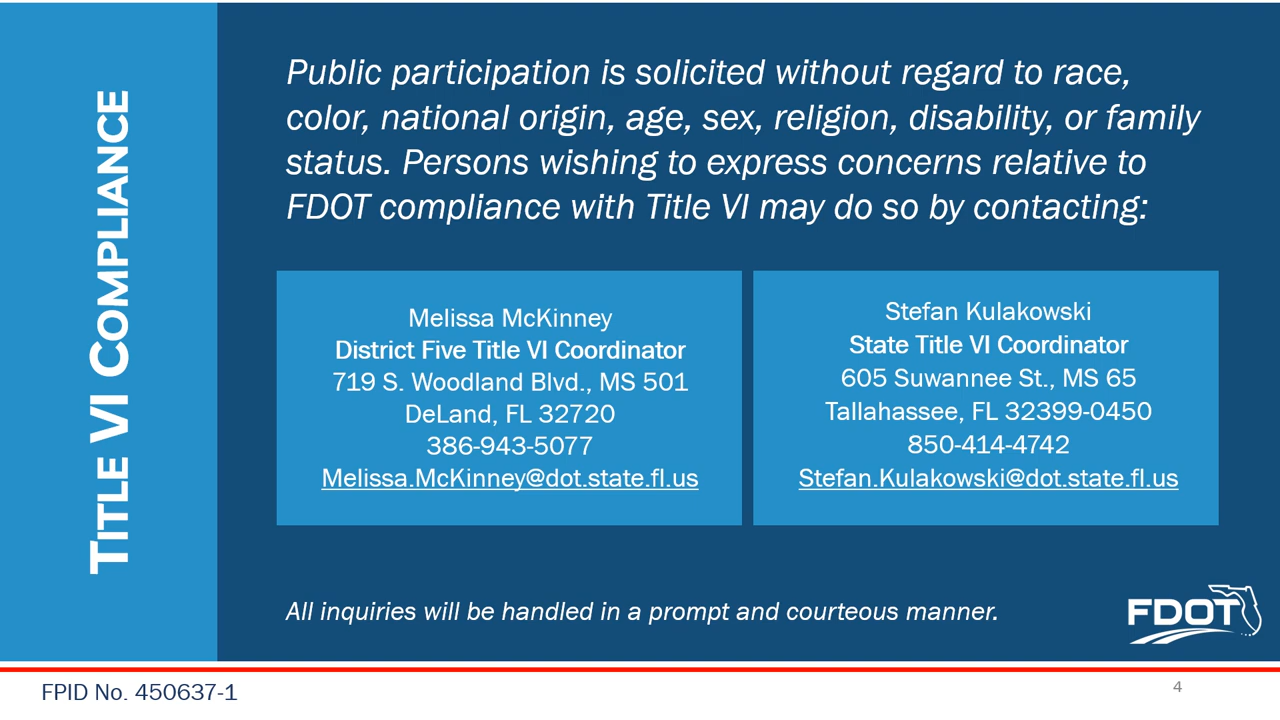 TITLE VI COMPLIANCE
Public participation is solicited without regard to race,
color, national origin, age, sex, religion, disability, or family
status. Persons wishing to express concerns relative to
FDOT compliance with Title VI may do so by contacting:
Melissa McKinney
District Five Title VI Coordinator
719 S. Woodland Blvd., MS 501
DeLand, FL 32720
386-943-5077
Melissa.McKinney@dot.state.fl.us
Stefan Kulakowski
State Title VI Coordinator
605 Suwannee St., MS 65
Tallahassee, FL 32399-0450
850-414-4742
Stefan.Kulakowski@dot.state.fl.us
All inquiries will be handled in a prompt and courteous manner.
FDOT
FPID No. 450637-1
4